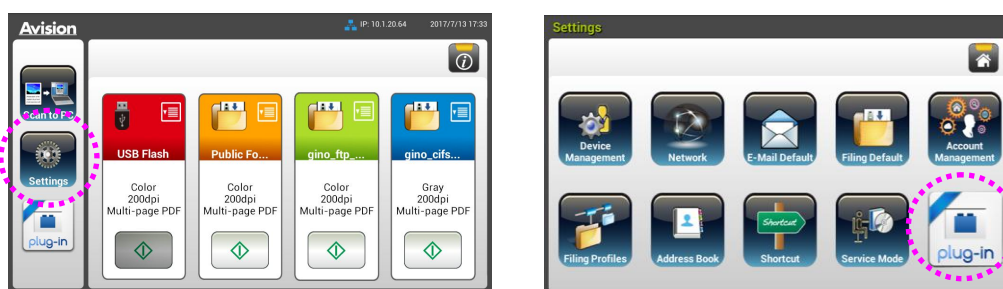 Avision
IP: 10.1.20.64 2017/7/13 17:33
Scan to PC
Settings
plug-in
USB Flash
Color
200dpi
Multi-page PDF
Public Fo...
Color
200dpi
Multi-page PDF
gino_ftp_...
Color
200dpi
Multi-page PDF
gino_cifs...
Gray
200dpi
Multi-page PDF
Settings
Device
Management
Network
E-Mail Default
Filing Default
Account
Management
Filing Profiles
Address Book
Shortcut
Shortcut
Service Mode
plug-in